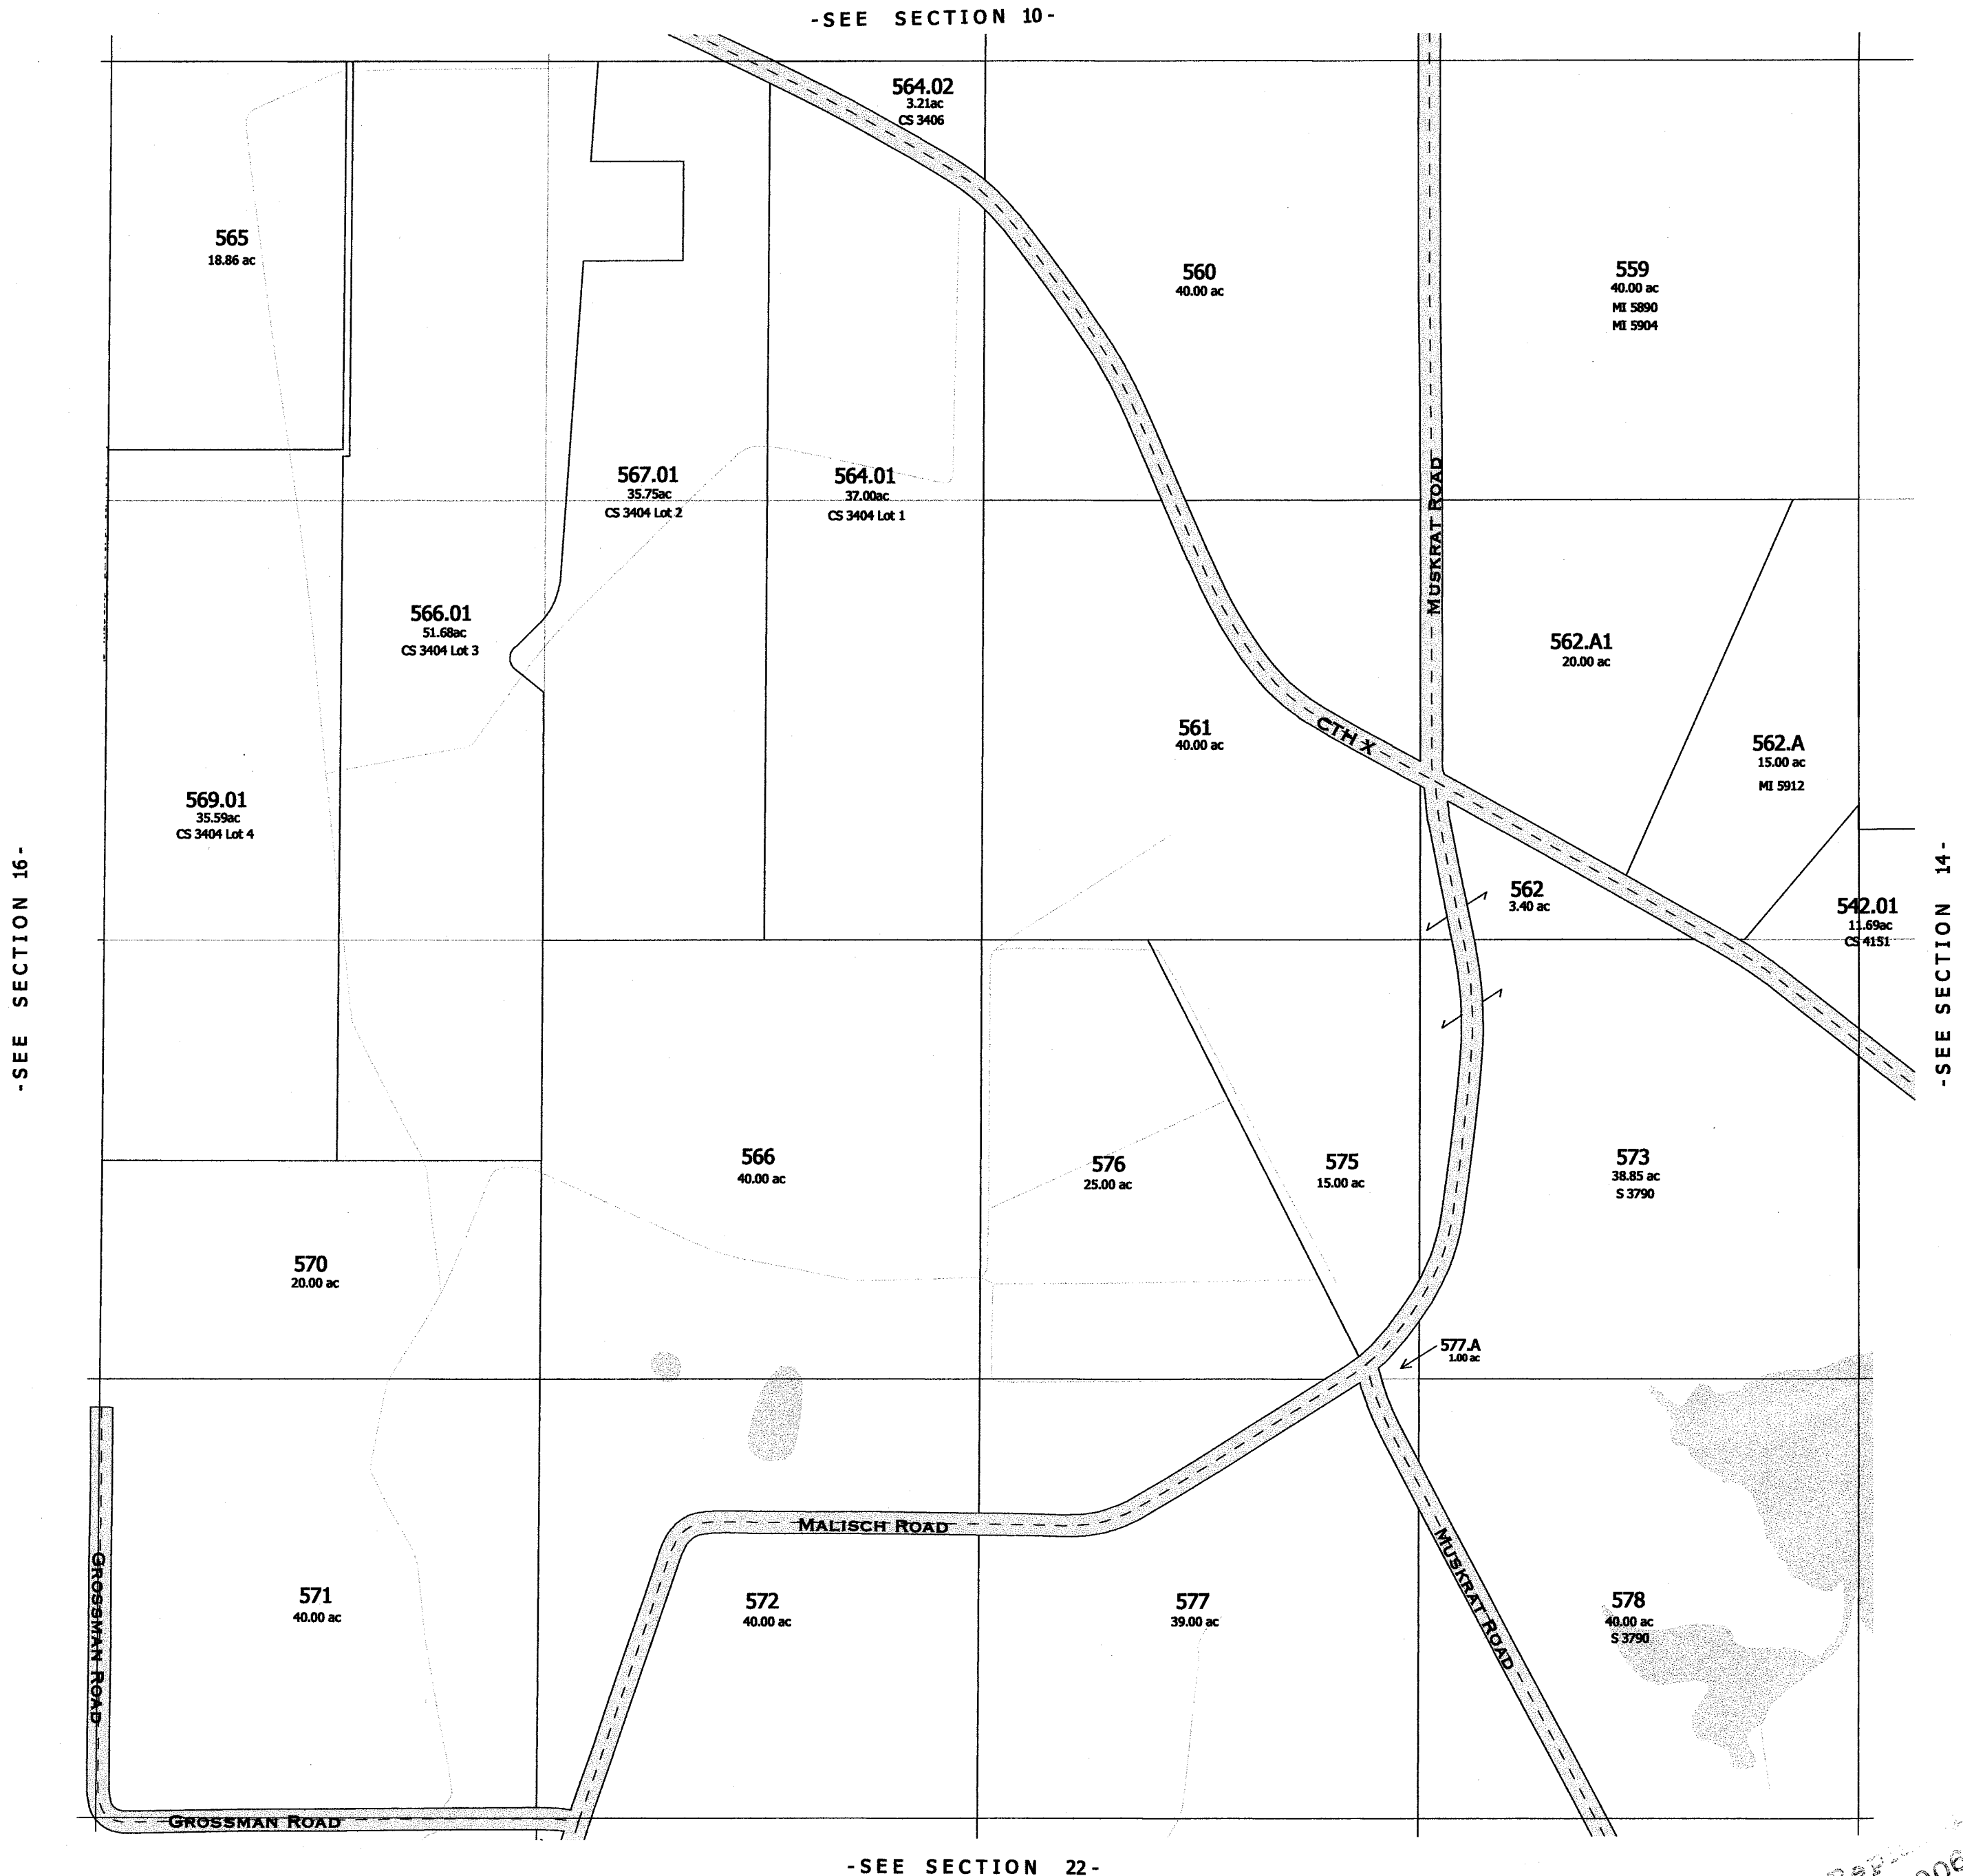 -SEE SECTION 10-
564.02
3.21ac
CS 3406
565
18.86 ac
560
40.00 ac
559
40.00 ac
MI 5890
MI 5904
567.01
35.75ac
CS 3404 Lot 2
564.01
37.00ac
CS 3404 Lot 1
MUSKRAT ROAD
566.01
51.68ac
CS 3404 Lot 3
562.A1
20.00 ac
561
40.00 ac
CTH X
562.A
15.00 ac
MI 5912
569.01
35.59ac
CS 3404 Lot 4
562
3.40 ac
542.01
11.69ac
CS 4151
-SEE SECTION 16-
-SEE SECTION 14-
566
40.00 ac
576
25.00 ac
575
15.00 ac
573
38.85 ac
S 3790
570
20.00 ac
577.A
1.00 ac
MALISCH ROAD
GROSSMAN ROAD
571
40.00 ac
572
40.00 ac
577
39.00 ac
MUSKRAT ROAD
578
40.00 ac
S 3790
GROSSMAN ROAD
-SEE SECTION 22-